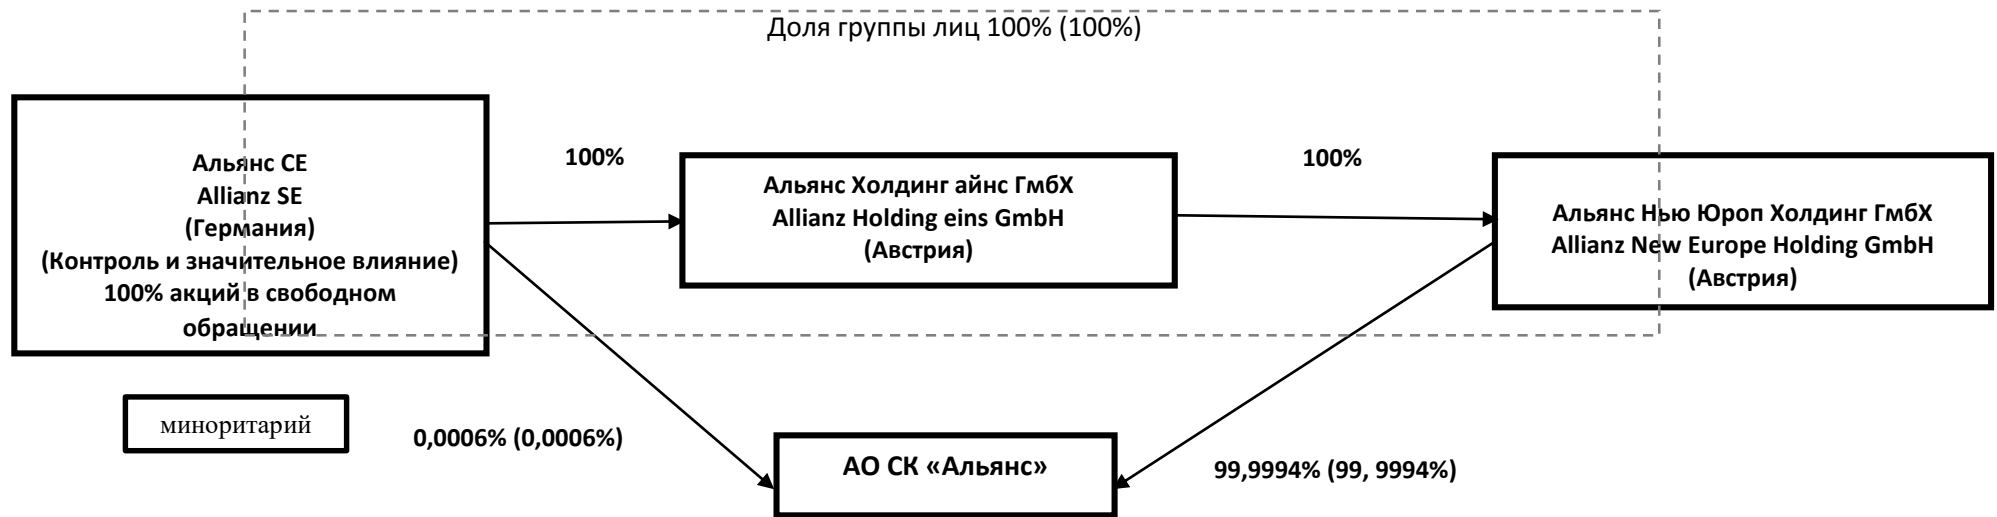 Доля группы лиц 100% (100%)
Альянс СЕ
Allianz SE
(Германия)
(Контроль и значительное влияние)
100% акций в свободном
обращении
100%
Альянс Холдинг айнс ГмбХ
Allianz Holding eins GmbH
(Австрия)
100%
Альянс Нью Юроп Холдинг ГмбХ
Allianz New Europe Holding GmbH
(Австрия)
миноритарий
0,0006% (0,0006%)
АО СК «Альянс»
99,9994% (99, 9994%)